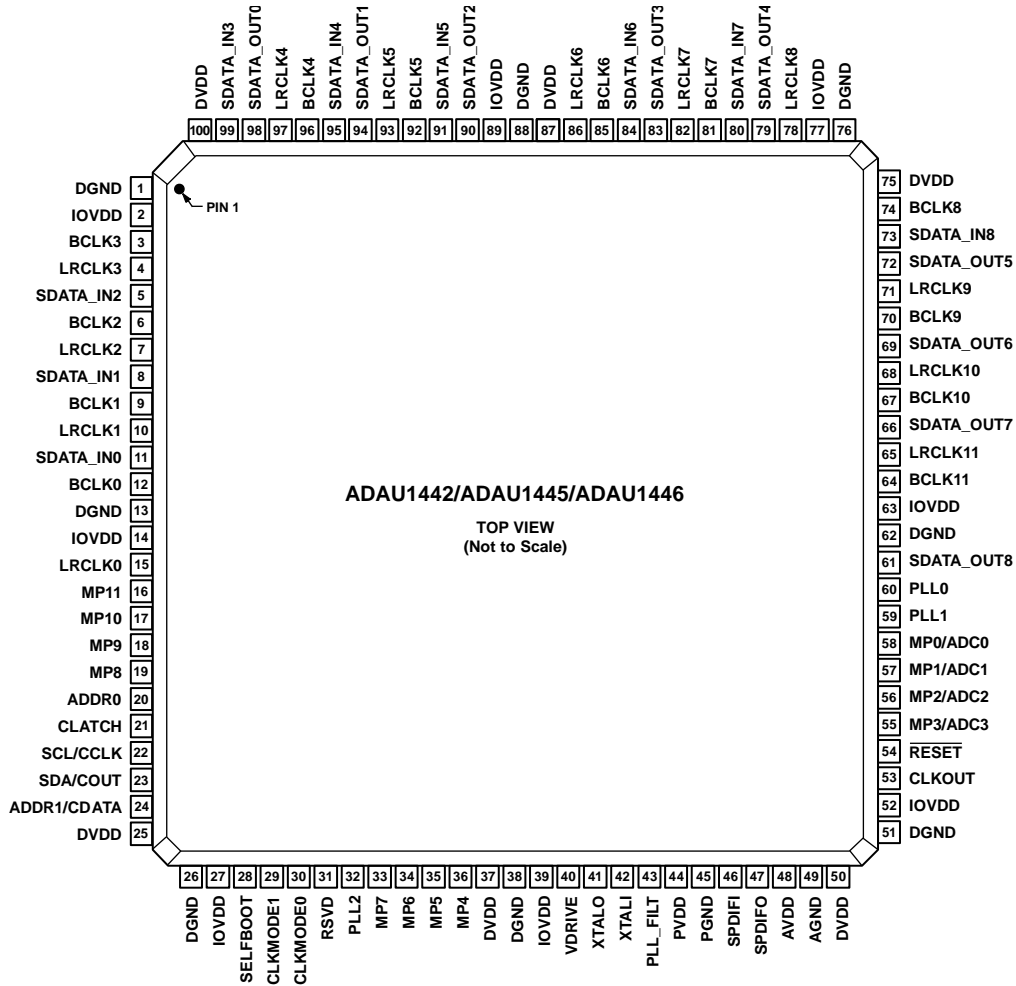 DVDD
SDATA_IN3
SDATA_OUT0
LRCLK4
BCLK4
SDATA_IN4
SDATA_OUT1
LRCLK5
BCLK5
SDATA_IN5
SDATA_OUT2
IOVDD
DGND
DVDD
LRCLK6
BCLK6
SDATA_IN6
SDATA_OUT3
LRCLK7
BCLK7
SDATA_IN7
SDATA_OUT4
LRCLK8
IOVDD
DGND
100 99 98 97 96 95 94 93 92 91 90 89 88 87 86 85 84 83 82 81 80 79 78 77 76
DGND 1
IOVDD 2
BCLK3 3
LRCLK3 4
SDATA_IN2 5
BCLK2 6
LRCLK2 7
SDATA_IN1 8
BCLK1 9
LRCLK1 10
SDATA_IN0 11
BCLK0 12
DGND 13
IOVDD 14
LRCLK0 15
MP11 16
MP10 17
MP9 18
MP8 19
ADDR0 20
CLATCH 21
SCL/CCLK 22
SDA/COUT 23
ADDR1/CDATA 24
DVDD 25
PIN 1
ADAU1442/ADAU1445/ADAU1446
TOP VIEW
(Not to Scale)
75 DVDD
74 BCLK8
73 SDATA_IN8
72 SDATA_OUT5
71 LRCLK9
70 BCLK9
69 SDATA_OUT6
68 LRCLK10
67 BCLK10
66 SDATA_OUT7
65 LRCLK11
64 BCLK11
63 IOVDD
62 DGND
61 SDATA_OUT8
60 PLL0
59 PLL1
58 MP0/ADC0
57 MP1/ADC1
56 MP2/ADC2
55 MP3/ADC3
54 RESET
53 CLKOUT
52 IOVDD
51 DGND
26 27 28 29 30 31 32 33 34 35 36 37 38 39 40 41 42 43 44 45 46 47 48 49 50
DGND
IOVDD
SELFBOOT
CLKMODE1
CLKMODE0
RSVD
PLL2
MP7
MP6
MP5
MP4
DVDD
DGND
IOVDD
VDRIVE
XTALO
XTALI
PLL_FILT
PVDD
PGND
SPDIFI
SPDIFO
AVDD
AGND
DVDD